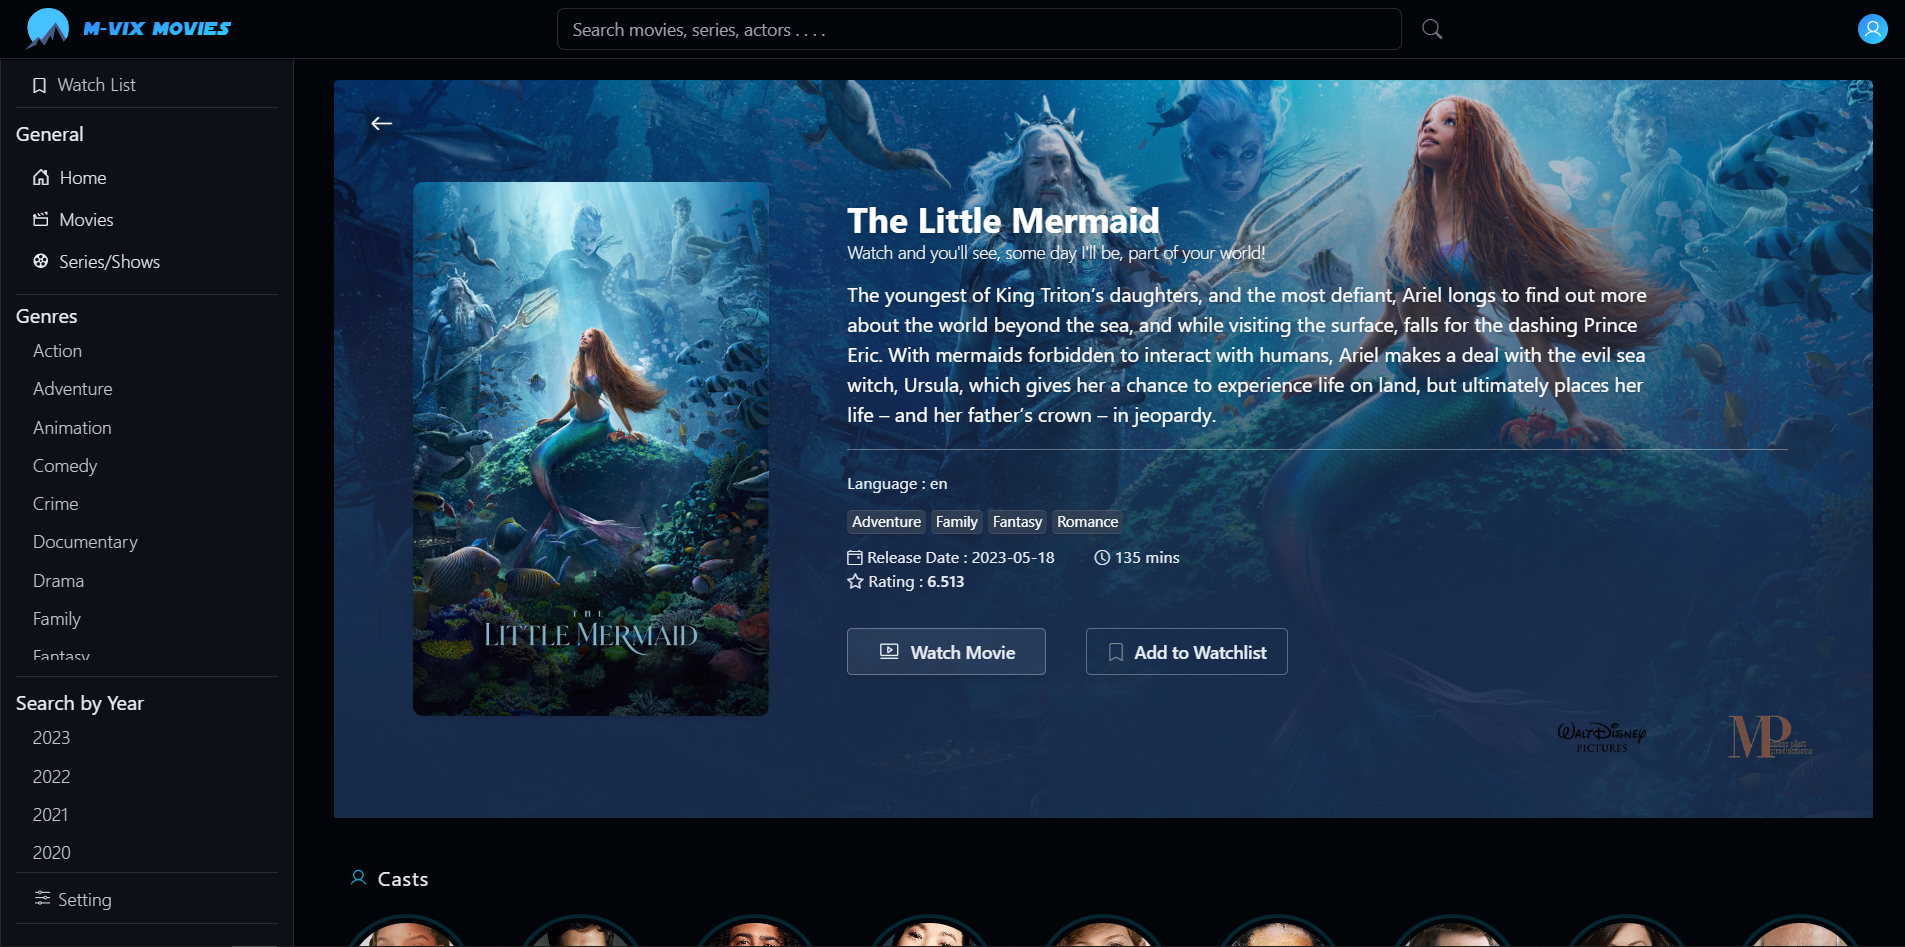 M-VIX MOVIES
Search movies, series, actors . . . .
Watch List
General
Home
Movies
Series/Shows
Genres
Action
Adventure
Animation
Comedy
Crime
Documentary
Drama
Family
Fantasy
Search by Year
2023
2022
2021
2020
Setting
THE
LITTLE MERMAID
The Little Mermaid
Watch and you'll see, some day I'll be, part of your world!
The youngest of King Triton’s daughters, and the most defiant, Ariel longs to find out more
about the world beyond the sea, and while visiting the surface, falls for the dashing Prince
Eric. With mermaids forbidden to interact with humans, Ariel makes a deal with the evil sea
witch, Ursula, which gives her a chance to experience life on land, but ultimately places her
life – and her father’s crown – in jeopardy.
Language : en
Adventure Family Fantasy Romance
Release Date : 2023-05-18 135 mins
Rating : 6.513
Watch Movie Add to Watchlist
WALT DISNEY
PICTURES
MP
Casts